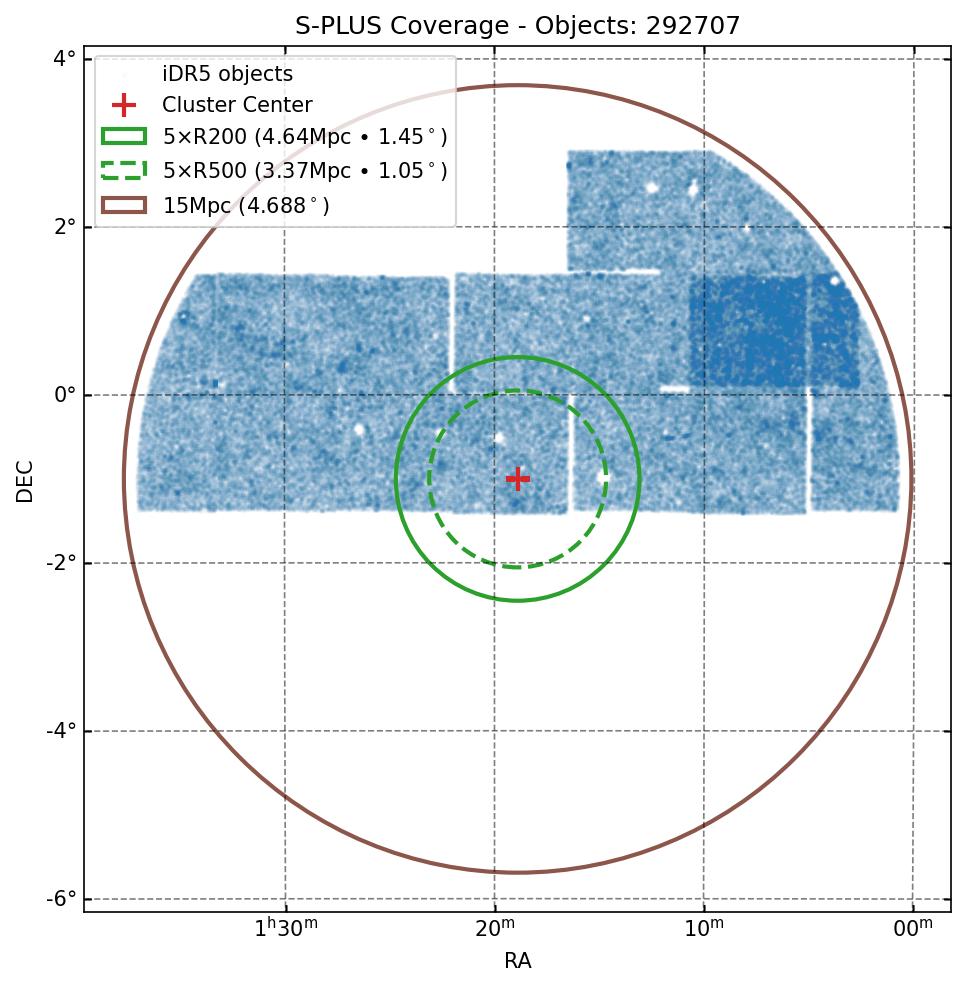 S-PLUS Coverage - Objects: 292707
iDR5 objects
Cluster Center
5×R200 (4.64Mpc • 1.45°)
5×R500 (3.37Mpc • 1.05°)
15Mpc (4.688°)
4°
2°
0°
-2°
-4°
-6°
DEC
1ʰ30ᵐ 20ᵐ 10ᵐ 00ᵐ
RA